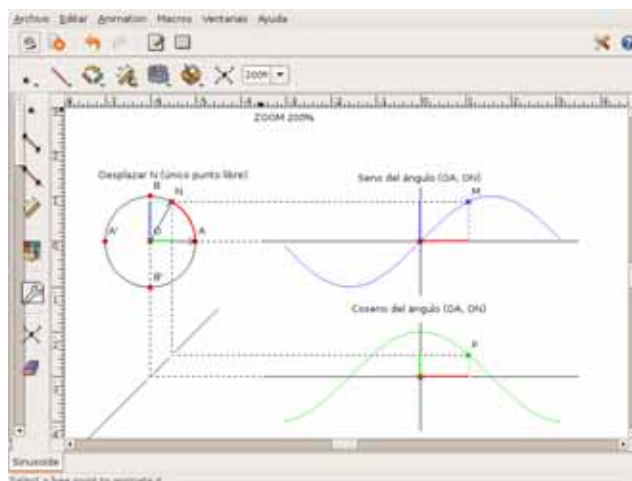 Archivo Editar Animation Macros Ventanas Ayuda
200%
ZOOM 200%
Desplazar N (único punto libre)
Seno del ángulo (OA, ON)
B
N
M
A'
O
A
B'
Coseno del ángulo (OA, ON)
P
Sinusoide